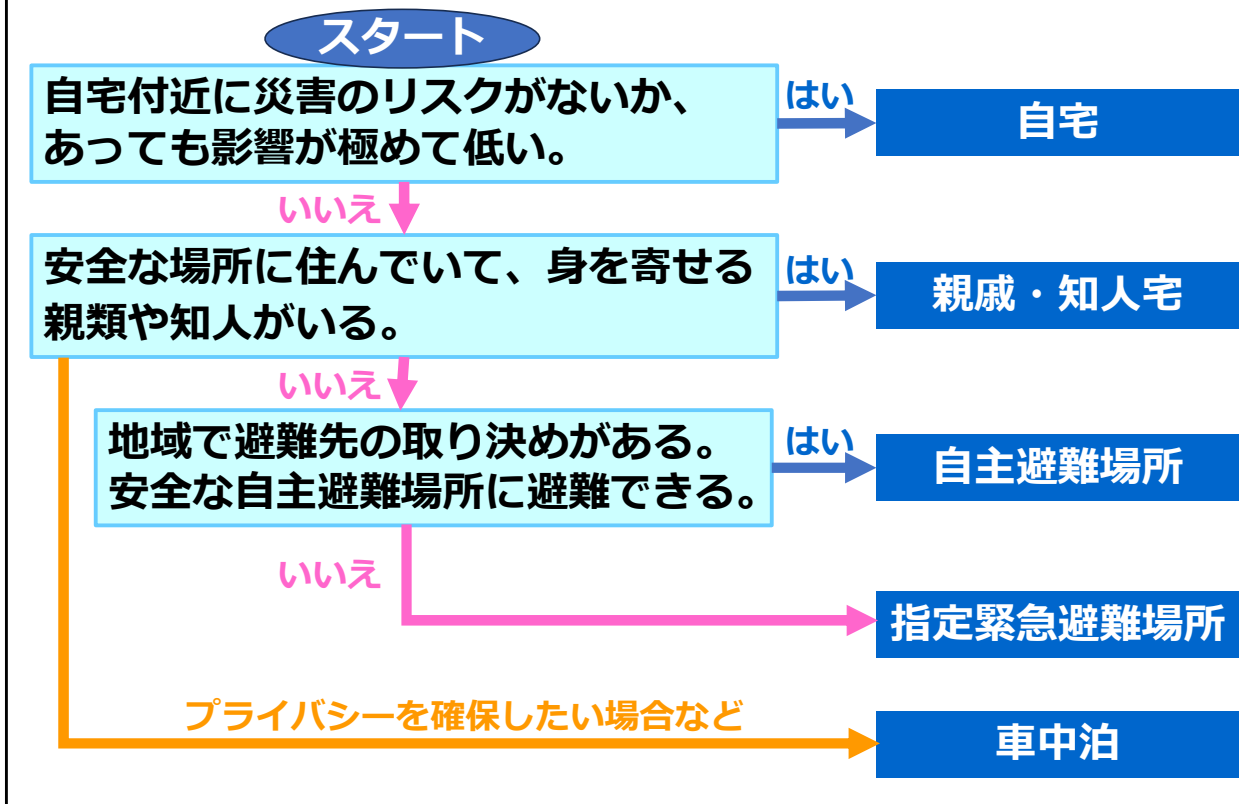 スタート
自宅付近に災害のリスクがないか、
あっても影響が極めて低い。
はい
自宅
いいえ
安全な場所に住んでいて、身を寄せる
親類や知人がいる。
はい
親戚・知人宅
いいえ
地域で避難先の取り決めがある。
安全な自主避難場所に避難できる。
はい
自主避難場所
いいえ
指定緊急避難場所
プライバシーを確保したい場合など
車中泊